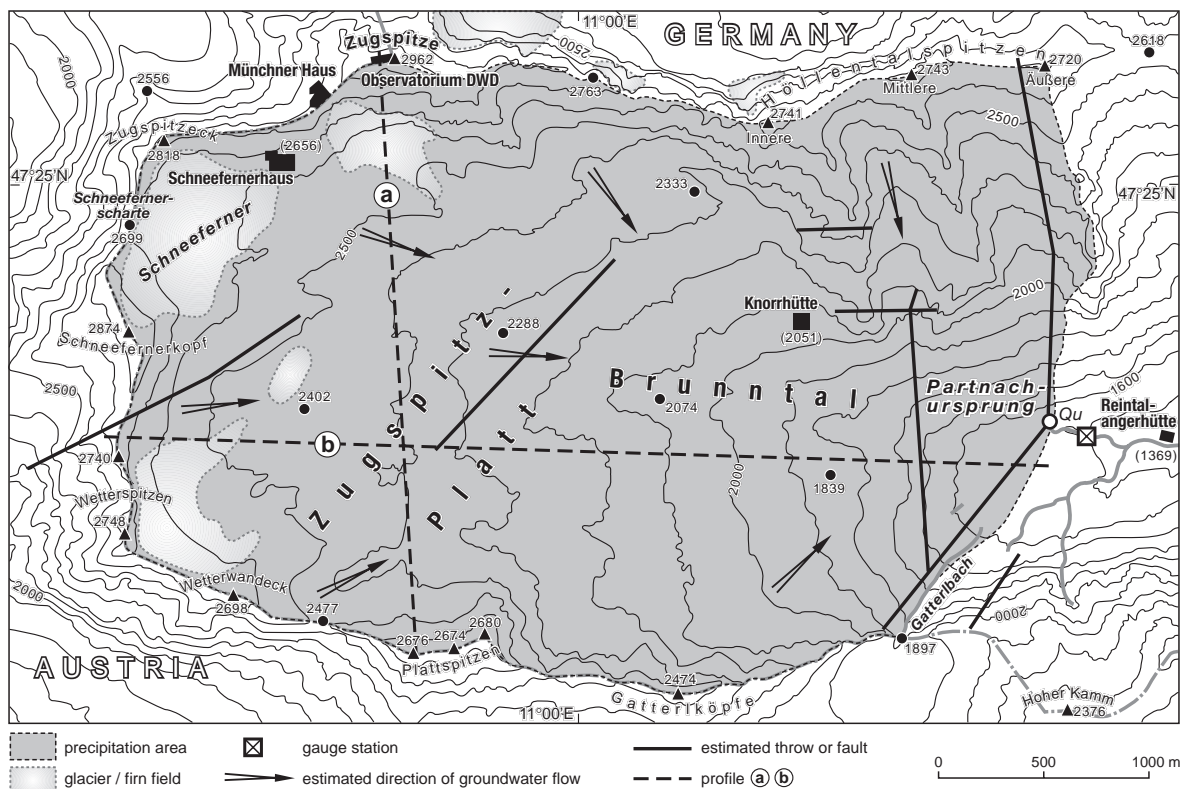 11°00'E
GERMANY
2000
2556
Zugspitze
2962
2500
2618
Münchner Haus
Observatorium DWD
2763
Höllentalspitzen
2743
Mittlere
2720
Äußere
2741
Innere
2500
Zugspitzeck
2818
(2656)
Schneefernerhaus
47°25'N
47°25'N
Schneeferner-
scharte
2699
Schneeferner
a
2333
2500
2000
2874
Schneefernerkopf
2288
Knorrhütte
(2051)
2500
2402
Zugspitz-
Platt
Brunntal
2074
Partnach-
ursprung
Qu
1600
Reintal-
angerhütte
(1369)
b
2740
Wetterspitzen
2748
2000
1839
2000
Wetterwandeck
2698
2477
2676
2674
2680
Plattspitzen
Gatterlbach
1897
2000
AUSTRIA
2474
Gatterlköpfe
Hoher Kamm
2376
11°00'E
precipitation area
gauge station
estimated throw or fault
glacier / firn field
estimated direction of groundwater flow
profile a b
0 500 1000 m